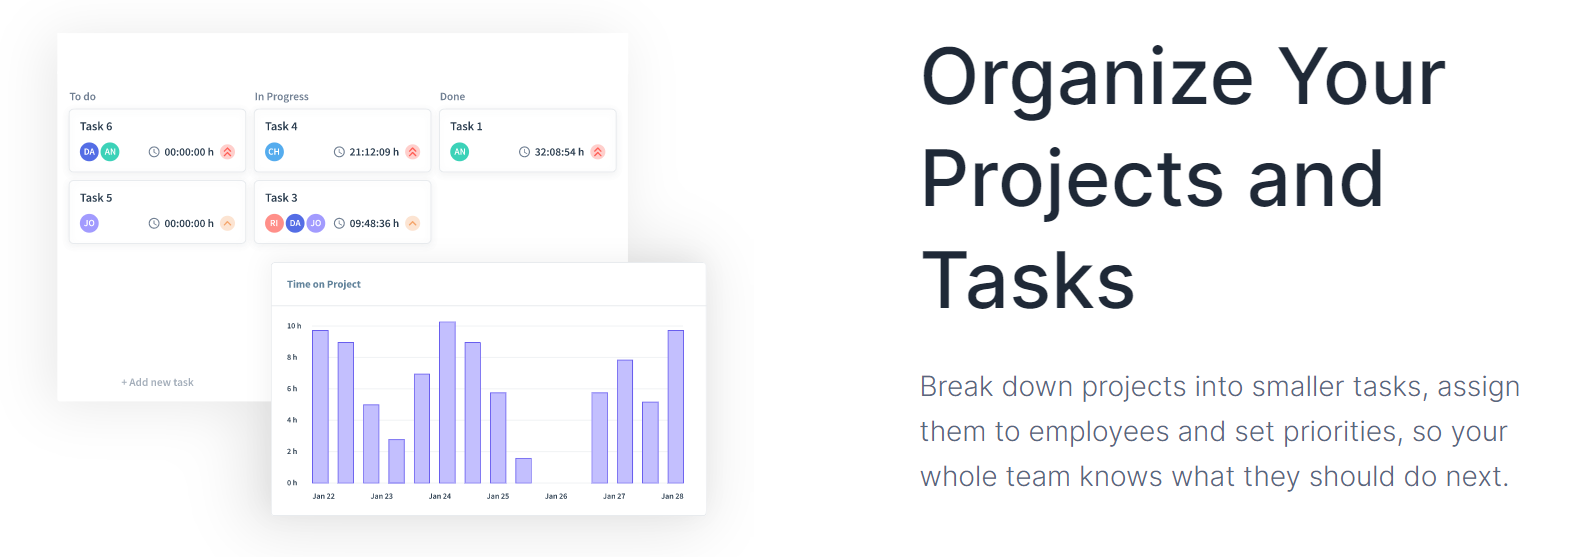 To do
In Progress
Done
Task 6
DA AN 00:00:00 h
Task 4
CH 21:12:09 h
Task 1
AN 32:08:54 h
Task 5
JO 00:00:00 h
Task 3
RI DA JO 09:48:36 h
+ Add new task
Time on Project
10 h
8 h
6 h
4 h
2 h
0 h
Jan 22 Jan 23 Jan 24 Jan 25 Jan 26 Jan 27 Jan 28
Organize Your
Projects and
Tasks
Break down projects into smaller tasks, assign
them to employees and set priorities, so your
whole team knows what they should do next.